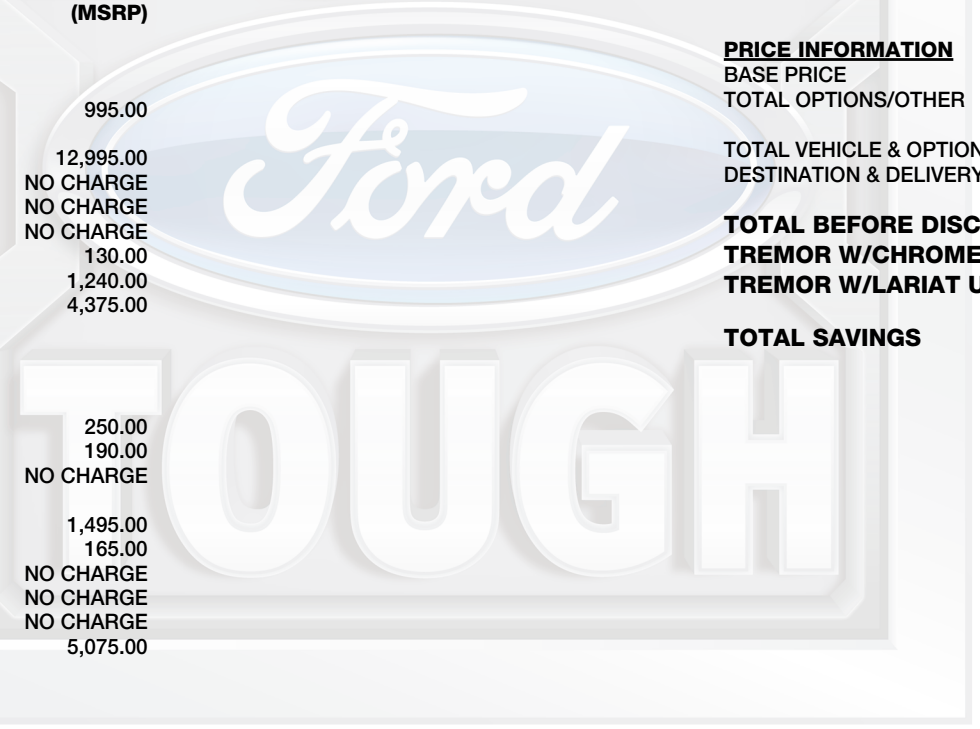 (MSRP)
995.00
12,995.00
NO CHARGE
NO CHARGE
NO CHARGE
130.00
1,240.00
4,375.00
250.00
190.00
NO CHARGE
1,495.00
165.00
NO CHARGE
NO CHARGE
NO CHARGE
5,075.00
PRICE INFORMATION
BASE PRICE
TOTAL OPTIONS/OTHER
TOTAL VEHICLE & OPTION
DESTINATION & DELIVERY
TOTAL BEFORE DISC
TREMOR W/CHROME
TREMOR W/LARIAT U
TOTAL SAVINGS
Ford
TOUGH